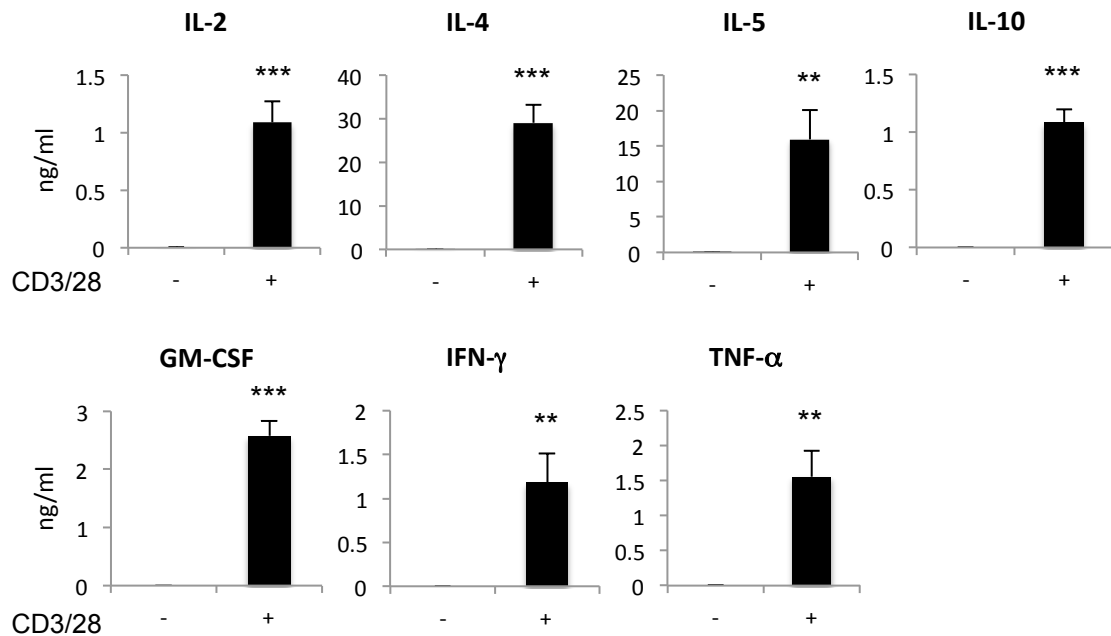 IL-2 IL-4 IL-5 IL-10
*** *** ** ***
ng/ml
1.5 1 0.5 0
40 30 20 10 0
25 20 15 10 5 0
1.5 1 0.5 0
CD3/28 - + - + - + - +
GM-CSF IFN-γ TNF-α
*** ** **
ng/ml
3 2 1 0
2 1.5 1 0.5 0
2.5 2 1.5 1 0.5 0
CD3/28 - + - + - +